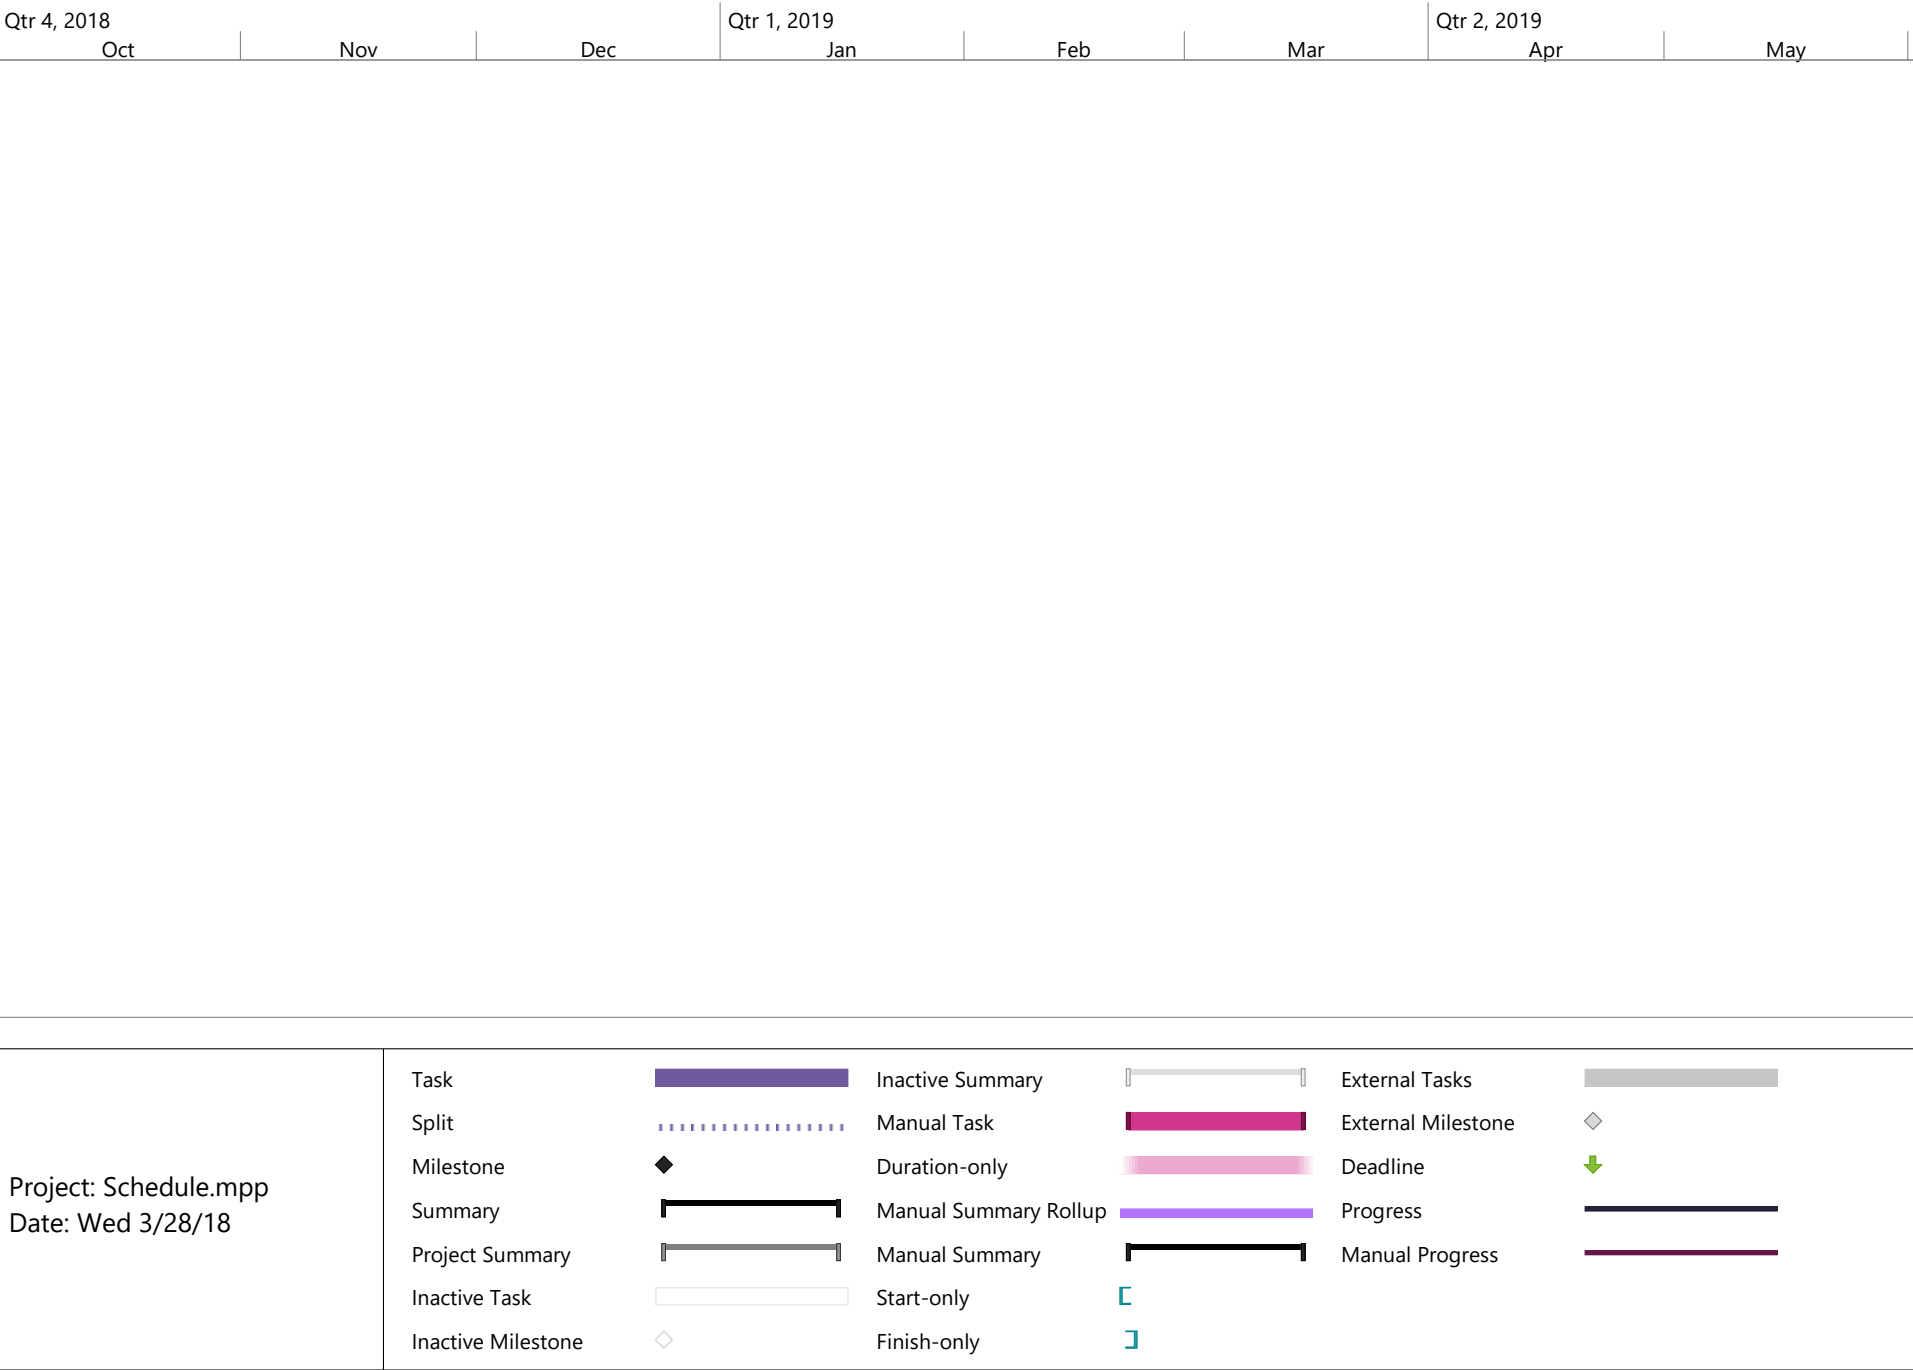 Qtr 4, 2018 Qtr 1, 2019 Qtr 2, 2019
Oct Nov Dec Jan Feb Mar Apr May
Project: Schedule.mpp
Date: Wed 3/28/18
Task
Split
Milestone
Summary
Project Summary
Inactive Task
Inactive Milestone
Inactive Summary
Manual Task
Duration-only
Manual Summary Rollup
Manual Summary
Start-only
Finish-only
External Tasks
External Milestone
Deadline
Progress
Manual Progress